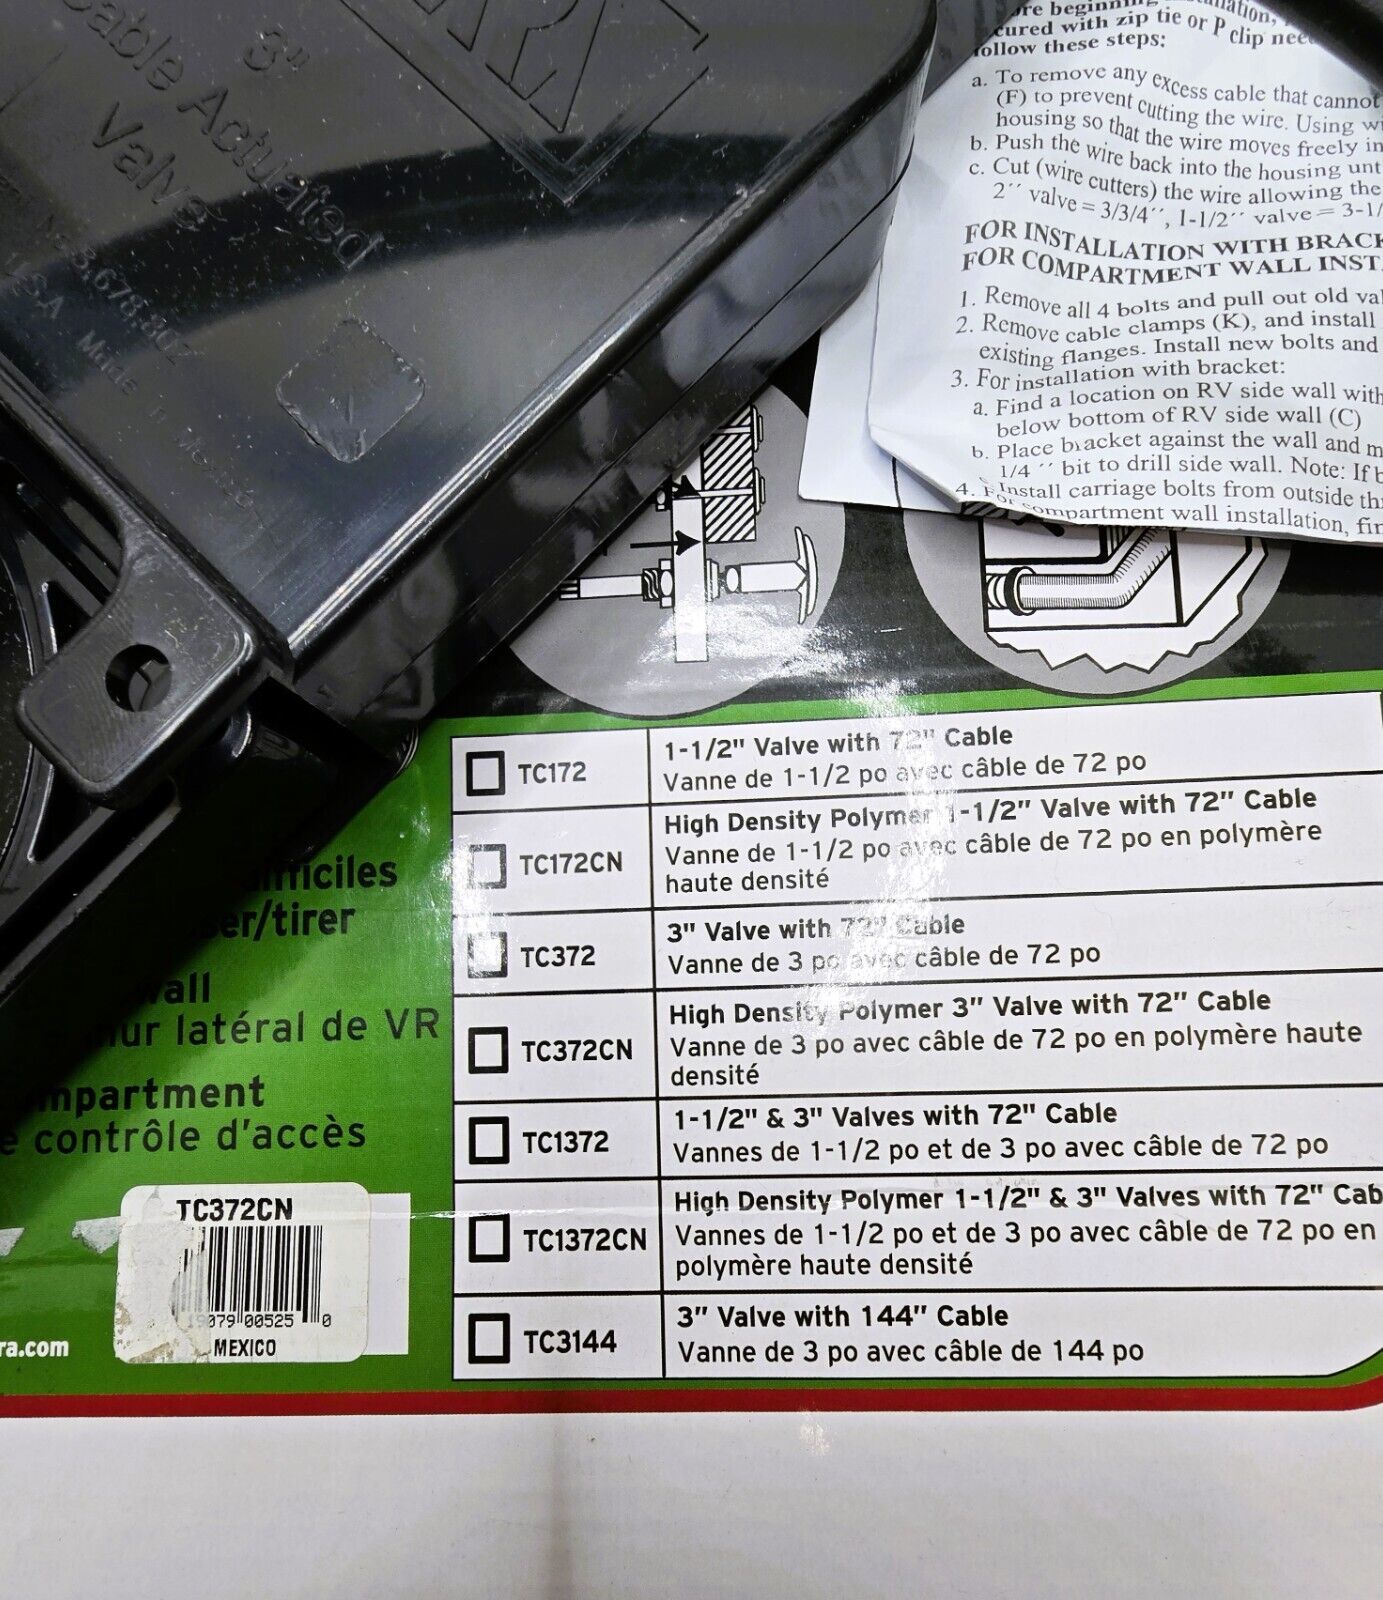 3"
Cable Actuated
Valve
3,678,802
USA Made in Mexico
cured with zip tie or P clip
follow these steps:
a. To remove any excess cable that cannot
(F) to prevent cutting the wire. Using
housing so that the wire moves freely in
b. Push the wire back into the housing
c. Cut (wire cutters) the wire allowing the
2´´ valve = 3/3/4´´, 1-1/2´´ valve = 3-1/
FOR INSTALLATION WITH
FOR COMPARTMENT WALL
1. Remove all 4 bolts and pull out old
2. Remove cable clamps (K), and install
existing flanges. Install new bolts and
3. For installation with bracket:
a. Find a location on RV side wall with
below bottom of RV side wall (C)
b. Place bracket against the wall and
1/4 ´´ bit to drill side wall. Note: If
4. Install carriage bolts from outside
For compartment wall installation,
TC172
1-1/2" Valve with 72" Cable
Vanne de 1-1/2 po avec câble de 72 po
TC172CN
High Density Polymer 1-1/2" Valve with 72" Cable
Vanne de 1-1/2 po avec câble de 72 po en polymère
haute densité
TC372
3" Valve with 72" Cable
Vanne de 3 po avec câble de 72 po
TC372CN
High Density Polymer 3" Valve with 72" Cable
Vanne de 3 po avec câble de 72 po en polymère haute
densité
TC1372
1-1/2" & 3" Valves with 72" Cable
Vannes de 1-1/2 po et de 3 po avec câble de 72 po
TC1372CN
High Density Polymer 1-1/2" & 3" Valves with 72" Cab
Vannes de 1-1/2 po et de 3 po avec câble de 72 po en
polymère haute densité
TC3144
3" Valve with 144" Cable
Vanne de 3 po avec câble de 144 po
difficiles
ser/tirer
wall
mur latéral de VR
mpartment
e contrôle d'accès
TC372CN
19079 00525 0
MEXICO
ra.com